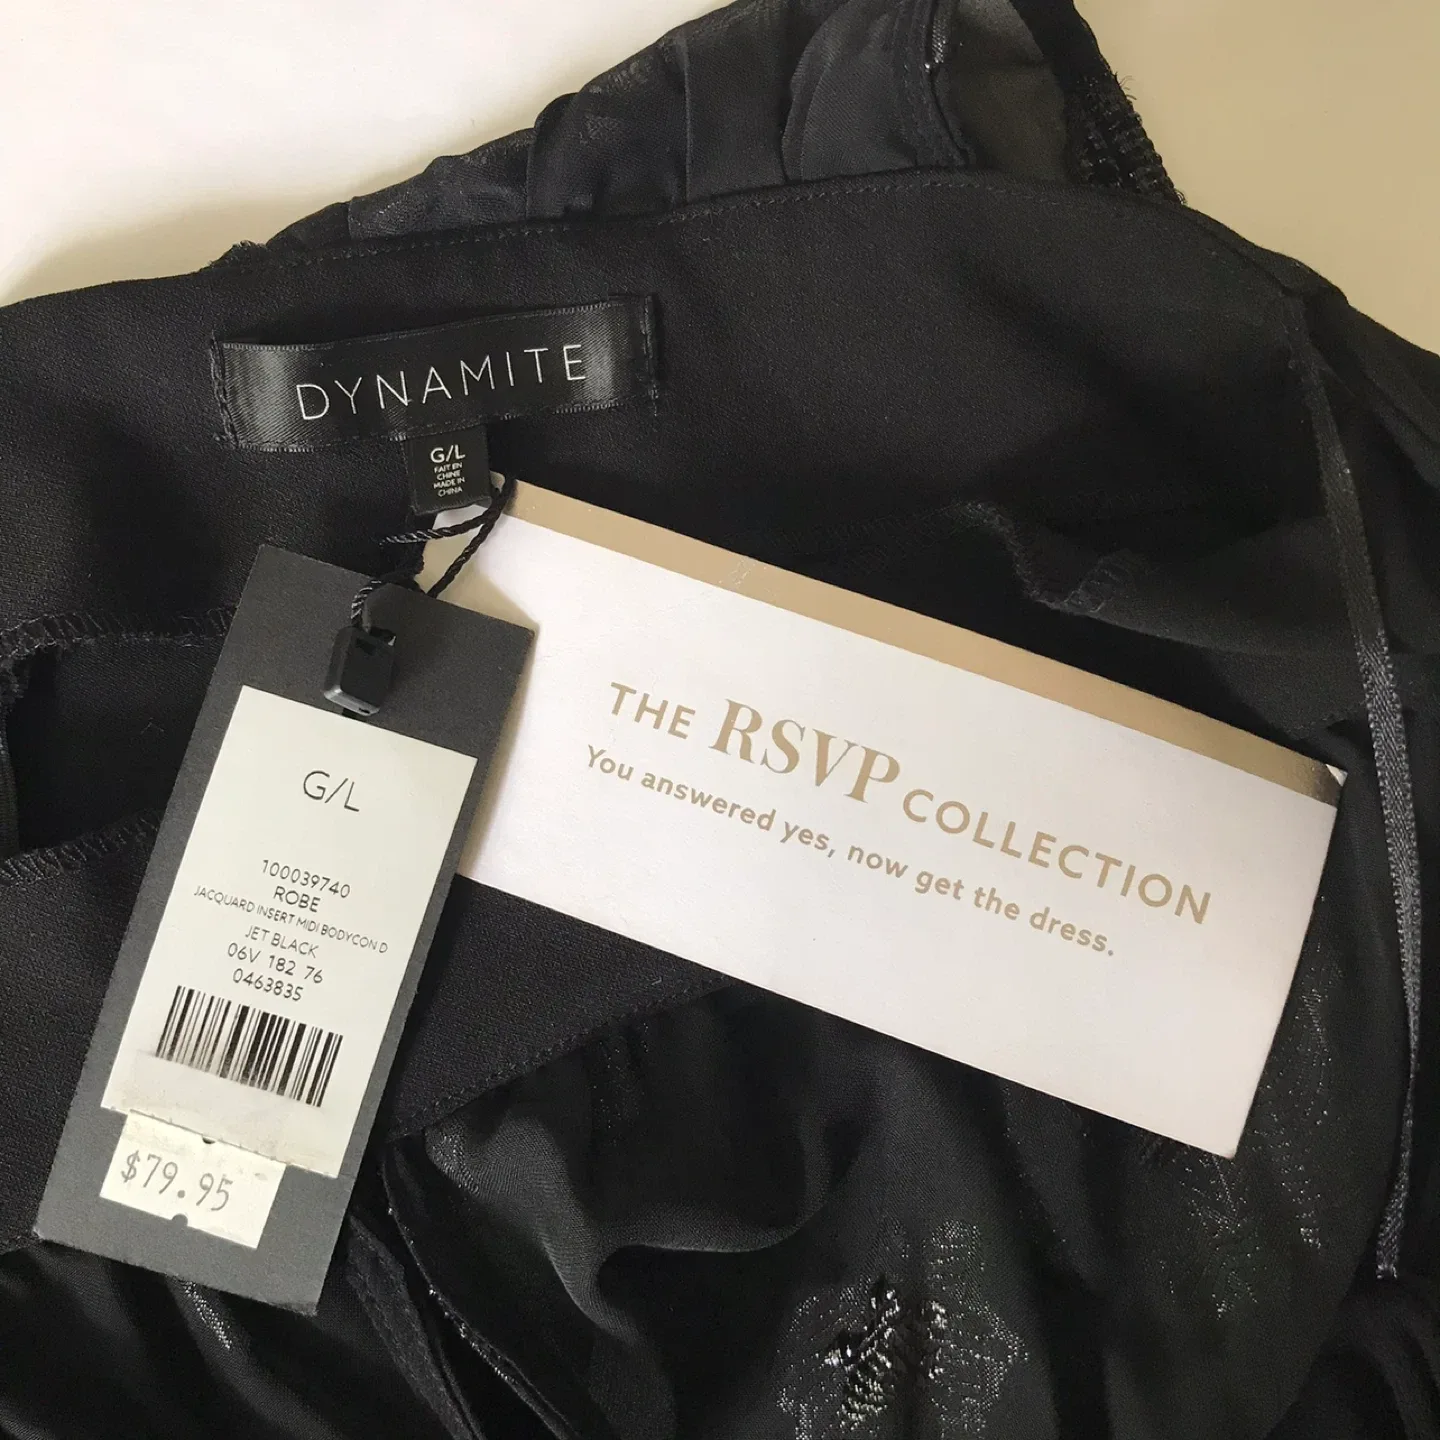 DYNAMITE
G/L
FAIT EN
CHINE
MADE IN
CHINA
THE RSVP COLLECTION
You answered yes, now get the dress.
G/L
100039740
ROBE
JACQUARD INSERT MIDI BODYCON D
JET BLACK
06V 182 76
0463835
$79.95